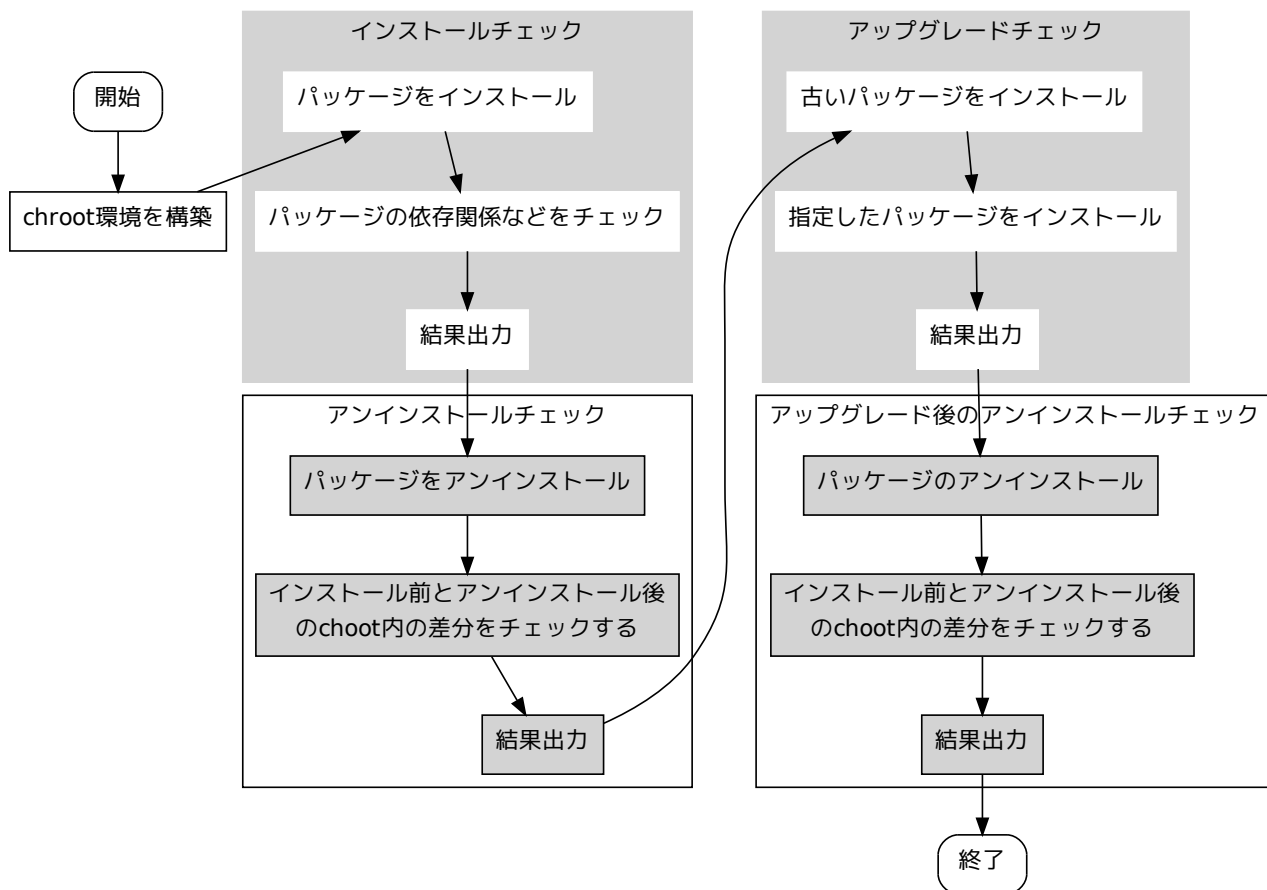 開始
chroot環境を構築
インストールチェック
パッケージをインストール
パッケージの依存関係などをチェック
結果出力
アンインストールチェック
パッケージをアンインストール
インストール前とアンインストール後
のchoot内の差分をチェックする
結果出力
アップグレードチェック
古いパッケージをインストール
指定したパッケージをインストール
結果出力
アップグレード後のアンインストールチェック
パッケージのアンインストール
インストール前とアンインストール後
のchoot内の差分をチェックする
結果出力
終了